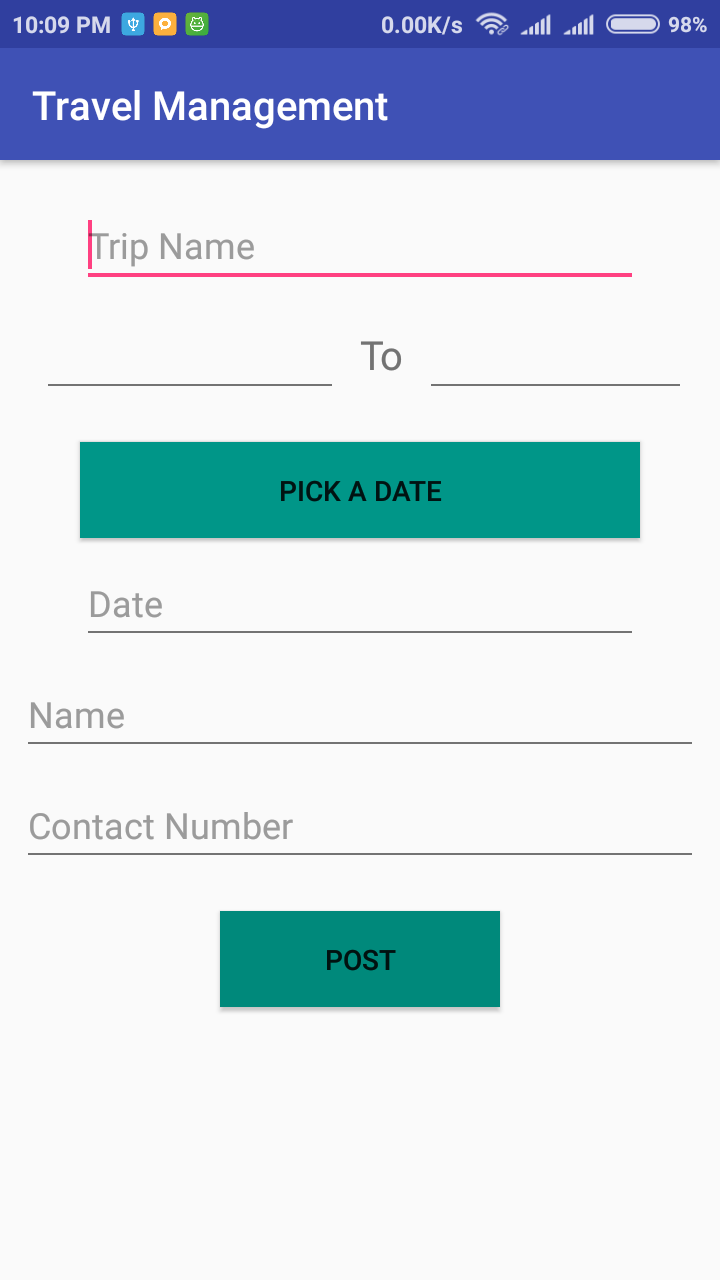 10:09 PM 0.00K/s 98%
Travel Management
Trip Name
To
PICK A DATE
Date
Name
Contact Number
POST